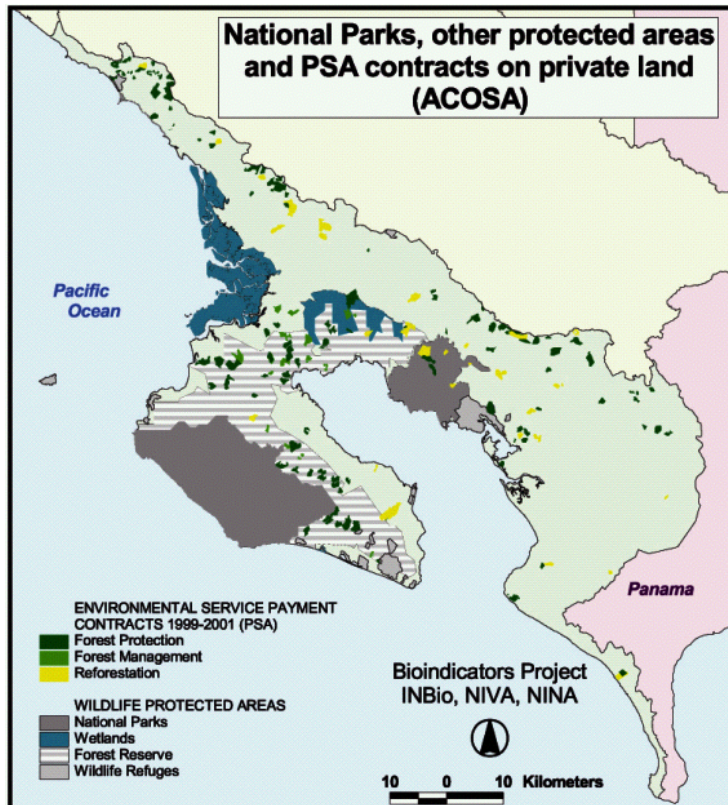 National Parks, other protected areas
and PSA contracts on private land
(ACOSA)
Pacific
Ocean
Panama
ENVIRONMENTAL SERVICE PAYMENT
CONTRACTS 1999-2001 (PSA)
Forest Protection
Forest Management
Reforestation
WILDLIFE PROTECTED AREAS
National Parks
Wetlands
Forest Reserve
Wildlife Refuges
Bioindicators Project
INBio, NIVA, NINA
10 0 10 Kilometers